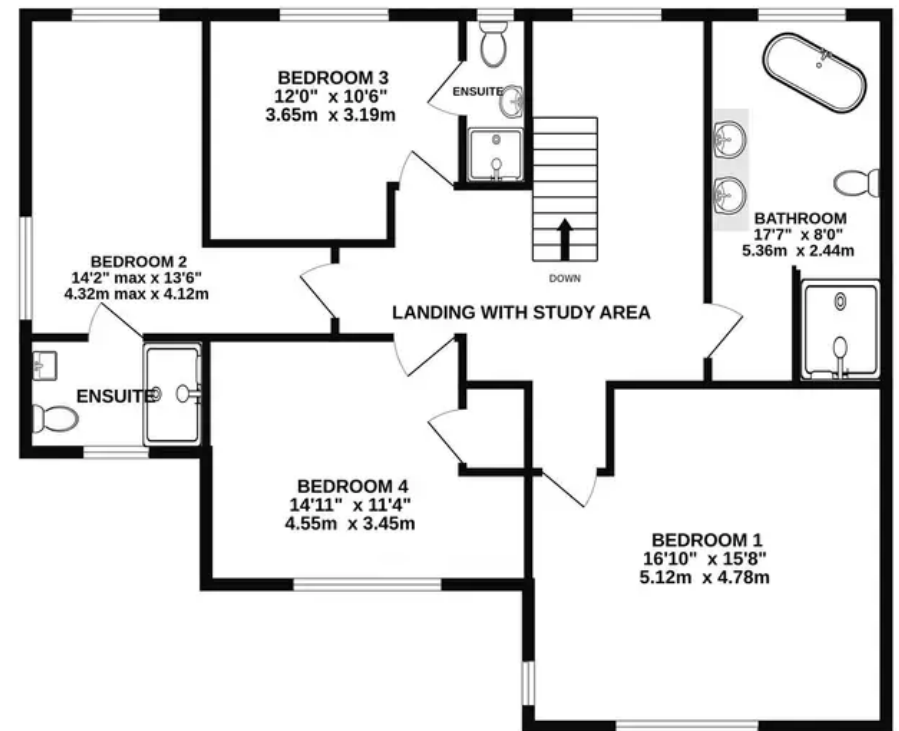 BEDROOM 3
12'0" x 10'6"
3.65m x 3.19m
ENSUITE
BATHROOM
17'7" x 8'0"
5.36m x 2.44m
BEDROOM 2
14'2" max x 13'6"
4.32m max x 4.12m
DOWN
LANDING WITH STUDY AREA
ENSUITE
BEDROOM 4
14'11" x 11'4"
4.55m x 3.45m
BEDROOM 1
16'10" x 15'8"
5.12m x 4.78m